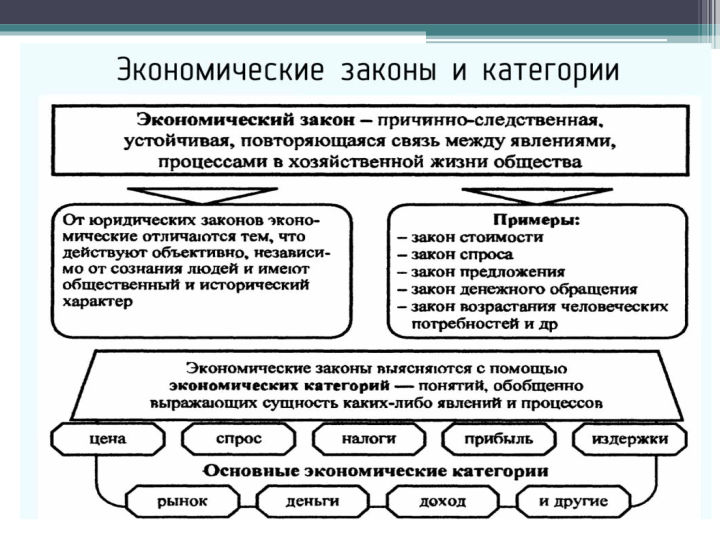 Экономические законы и категории
Экономический закон – причинно-следственная,
устойчивая, повторяющаяся связь между явлениями,
процессами в хозяйственной жизни общества
От юридических законов эконо-
мические отличаются тем, что
действуют объективно, независи-
мо от сознания людей и имеют
общественный и исторический
характер
Примеры:
– закон стоимости
– закон спроса
– закон предложения
– закон денежного обращения
– закон возрастания человеческих
потребностей и др
Экономические законы выясняются с помощью
экономических категорий — понятий, обобщенно
выражающих сущность каких-либо явлений и процессов
цена спрос налоги прибыль издержки
Основные экономические категории
рынок деньги доход и другие